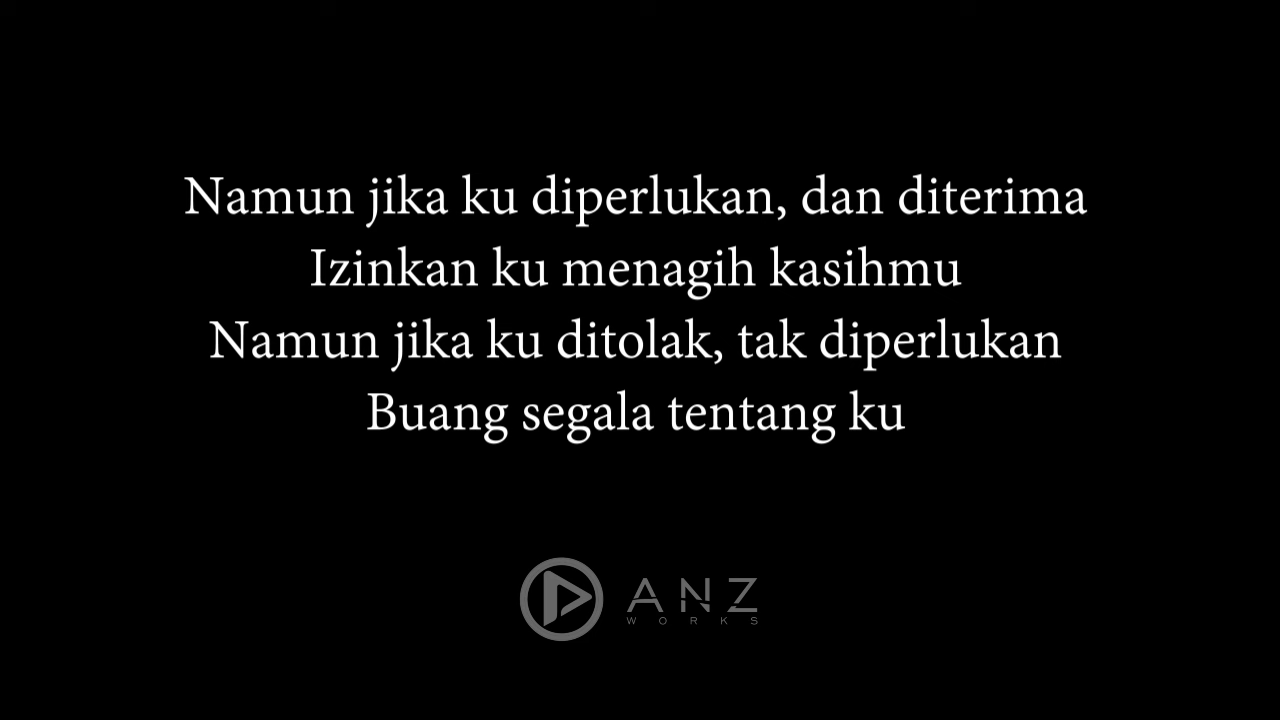 Namun jika ku diperlukan, dan diterima
Izinkan ku menagih kasihmu
Namun jika ku ditolak, tak diperlukan
Buang segala tentang ku
ANZ
WORKS